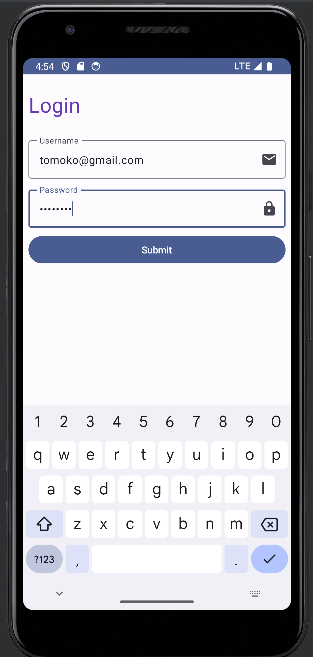 4:54 LTE
Login
Username
tomoko@gmail.com
Password
••••••••
Submit
1 2 3 4 5 6 7 8 9 0
q w e r t y u i o p
a s d f g h j k l
z x c v b n m
?123 , .